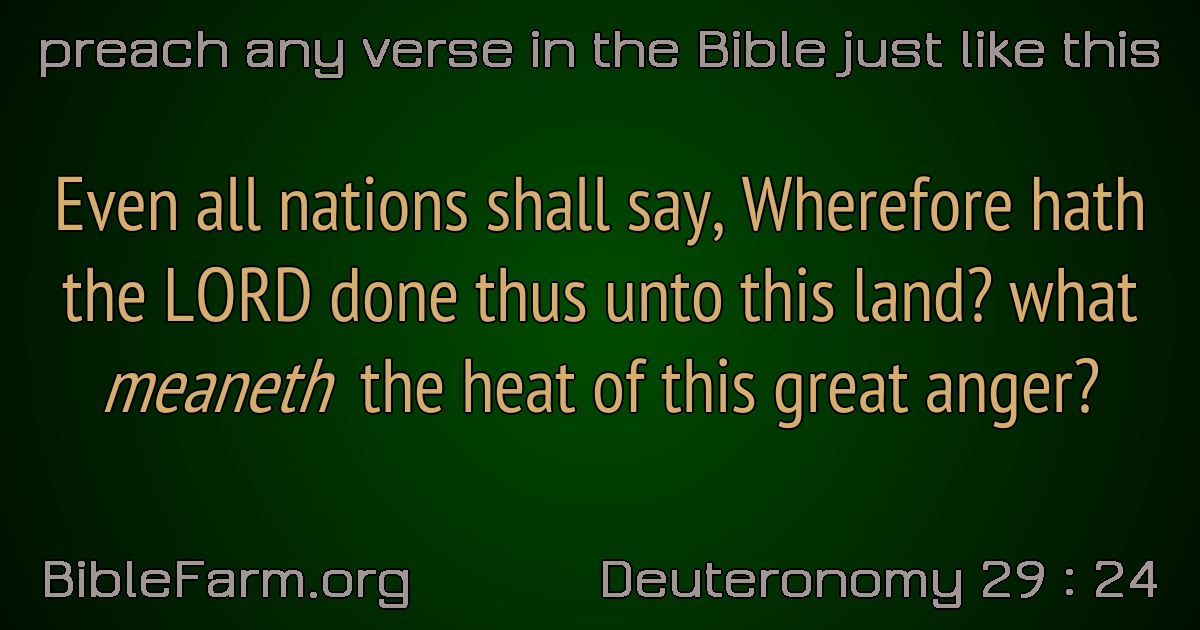 preach any verse in the Bible just like this
Even all nations shall say, Wherefore hath
the LORD done thus unto this land? what
meaneth the heat of this great anger?
BibleFarm.org
Deuteronomy 29 : 24